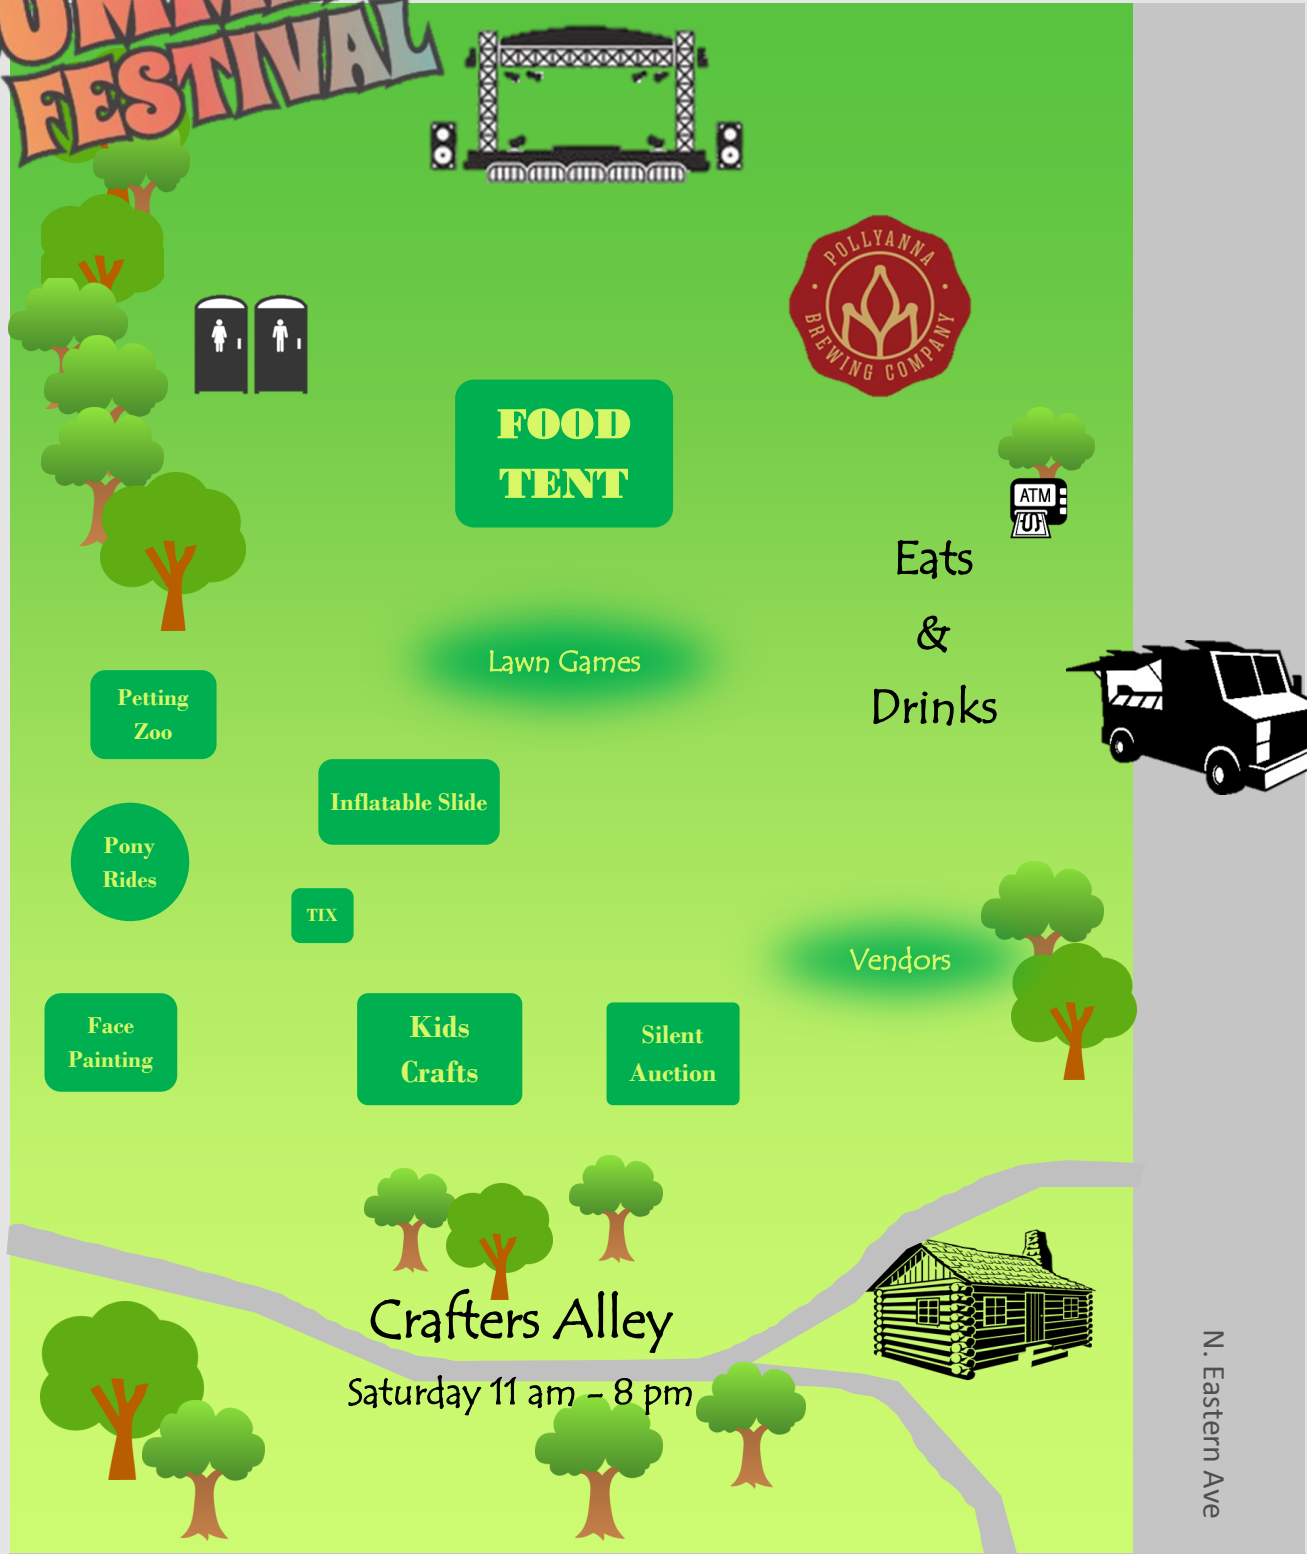 FESTIVAL
POLLYANNA
BREWING COMPANY
FOOD
TENT
ATM
Eats
&
Drinks
Lawn Games
Petting
Zoo
Inflatable Slide
Pony
Rides
TIX
Vendors
Face
Painting
Kids
Crafts
Silent
Auction
Crafters Alley
Saturday 11 am - 8 pm
N. Eastern Ave